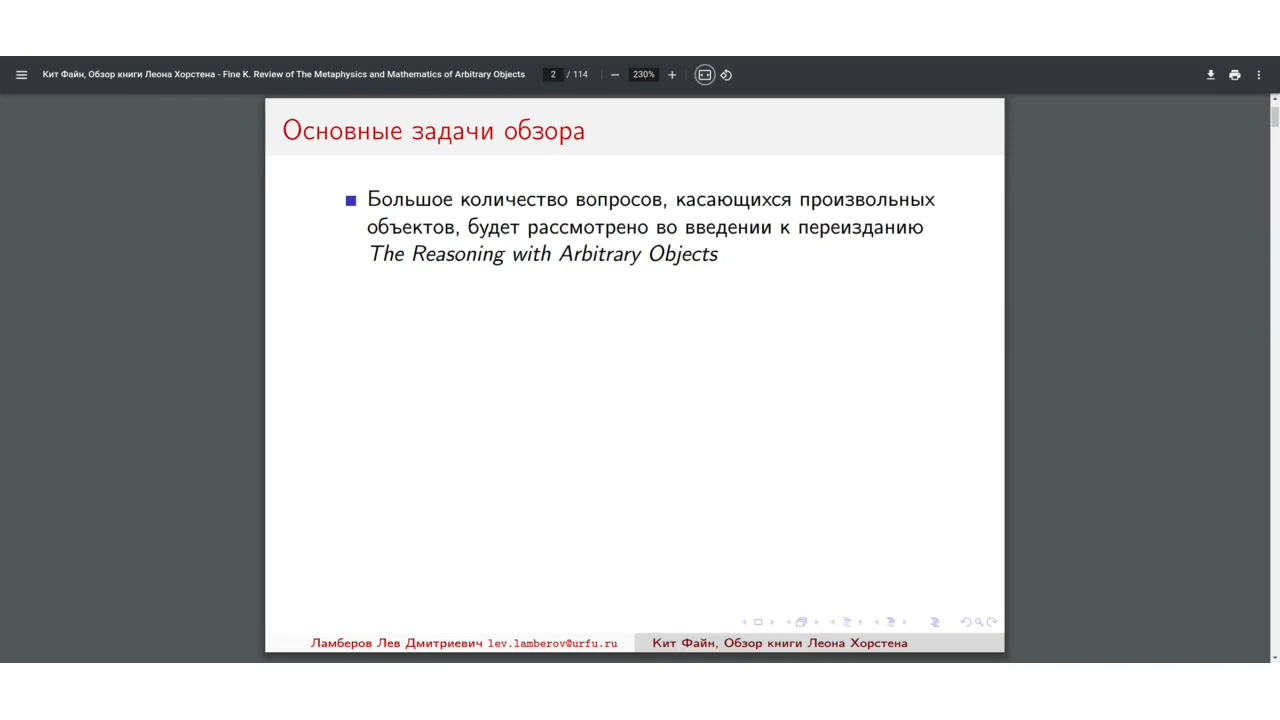 Кит Файн, Обзор книги Леона Хорстена - Fine K. Review of The Metaphysics and Mathematics of Arbitrary Objects 2 / 114 230%
Основные задачи обзора
Большое количество вопросов, касающихся произвольных
объектов, будет рассмотрено во введении к переизданию
The Reasoning with Arbitrary Objects
Ламберов Лев Дмитриевич lev.lamberov@urfu.ru Кит Файн, Обзор книги Леона Хорстена